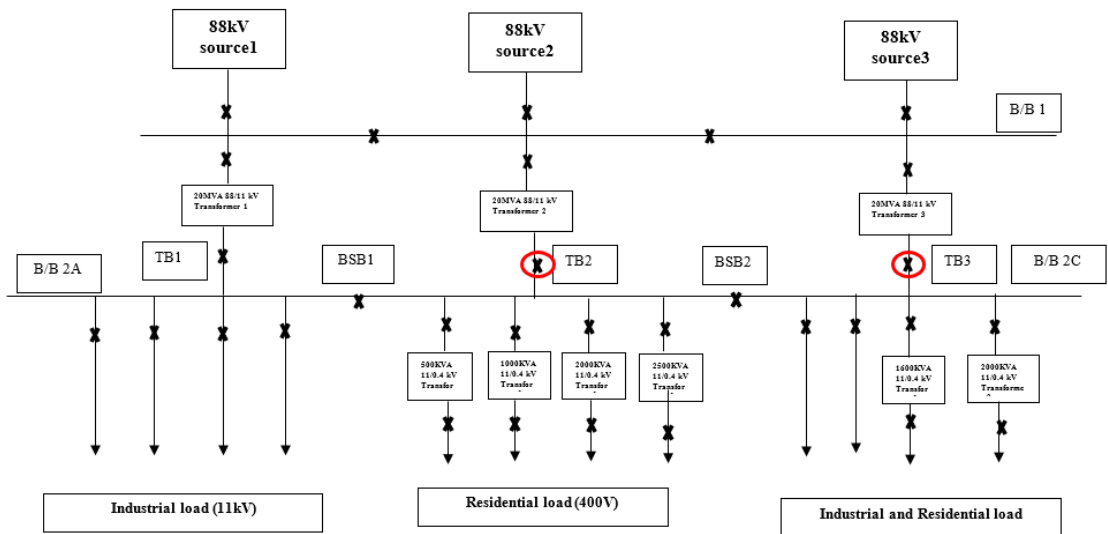 88kV
source1
88kV
source2
88kV
source3
B/B 1
20MVA 88/11 kV
Transformer 1
20MVA 88/11 kV
Transformer 2
20MVA 88/11 kV
Transformer 3
B/B 2A
TB1
BSB1
TB2
BSB2
TB3
B/B 2C
500KVA
11/0.4 kV
Transfor
1000KVA
11/0.4 kV
Transfor
2000KVA
11/0.4 kV
Transfor
2500KVA
11/0.4 kV
Transfor
1600KVA
11/0.4 kV
Transfor
2000KVA
11/0.4 kV
Transforme
Industrial load (11kV)
Residential load (400V)
Industrial and Residential load